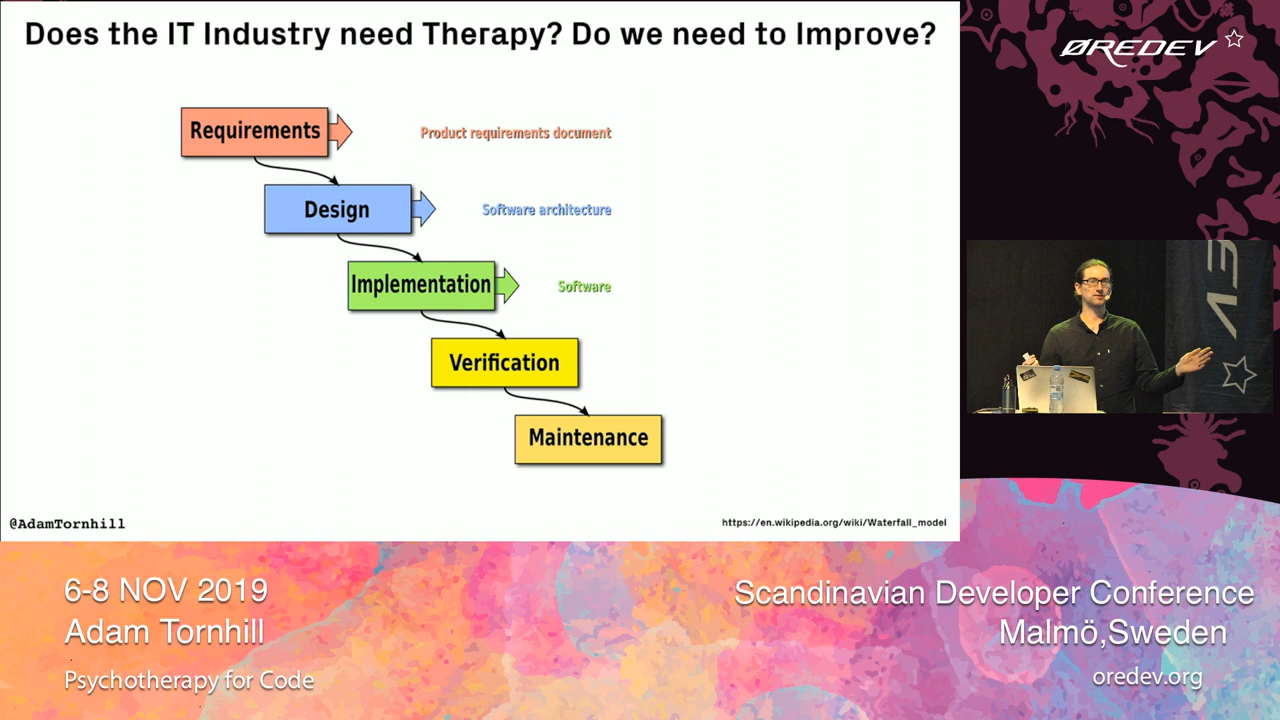 Does the IT Industry need Therapy? Do we need to Improve?
ØREDEV
Requirements
Product requirements document
Design
Software architecture
Implementation
Software
Verification
Maintenance
@AdamTornhill
https://en.wikipedia.org/wiki/Waterfall_model
EV
6-8 NOV 2019
Adam Tornhill
Psychotherapy for Code
Scandinavian Developer Conference
Malmö,Sweden
oredev.org